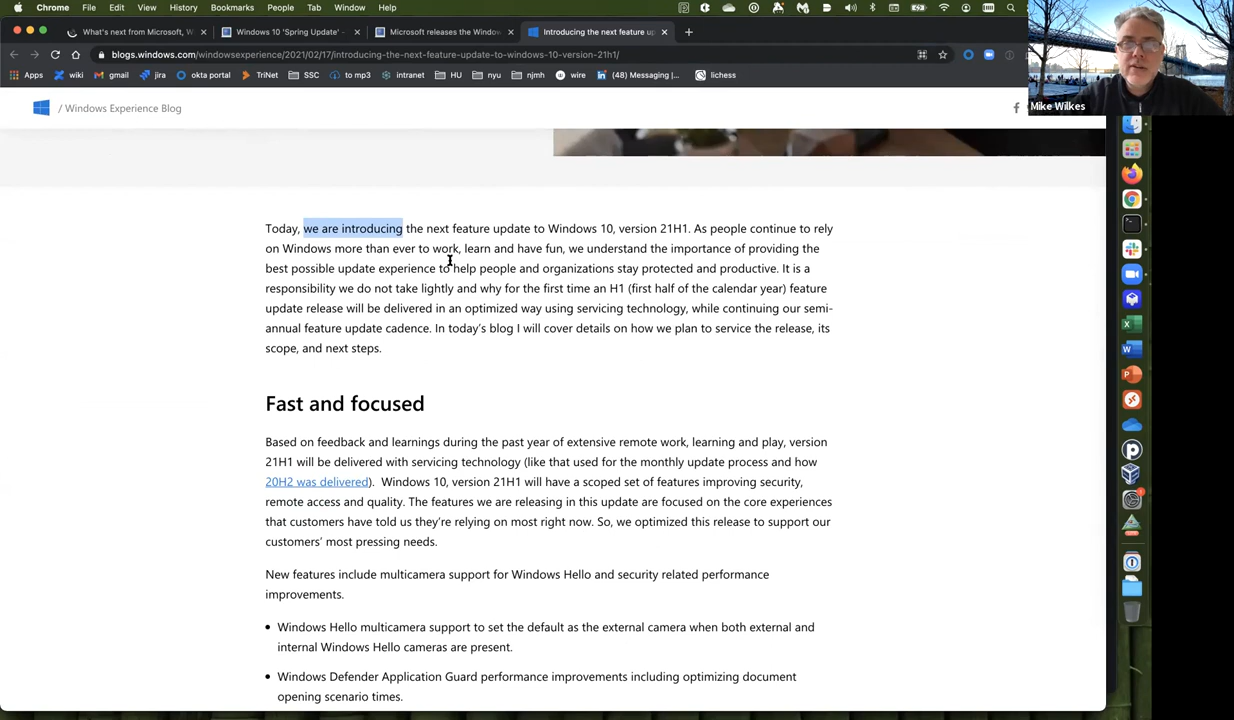 Chrome File Edit View History Bookmarks People Tab Window Help
What's next from Microsoft, W
Windows 10 'Spring Update' -
Microsoft releases the Window
Introducing the next feature up
blogs.windows.com/windowsexperience/2021/02/17/introducing-the-next-feature-update-to-windows-10-version-21h1/
Apps wiki gmail jira okta portal TriNet SSC to mp3 intranet HU nyu njmh wire (48) Messaging |... lichess
Mike Wilkes
/ Windows Experience Blog
Today, we are introducing the next feature update to Windows 10, version 21H1. As people continue to rely
on Windows more than ever to work, learn and have fun, we understand the importance of providing the
best possible update experience to help people and organizations stay protected and productive. It is a
responsibility we do not take lightly and why for the first time an H1 (first half of the calendar year) feature
update release will be delivered in an optimized way using servicing technology, while continuing our semi-
annual feature update cadence. In today's blog I will cover details on how we plan to service the release, its
scope, and next steps.
Fast and focused
Based on feedback and learnings during the past year of extensive remote work, learning and play, version
21H1 will be delivered with servicing technology (like that used for the monthly update process and how
20H2 was delivered). Windows 10, version 21H1 will have a scoped set of features improving security,
remote access and quality. The features we are releasing in this update are focused on the core experiences
that customers have told us they're relying on most right now. So, we optimized this release to support our
customers' most pressing needs.
New features include multicamera support for Windows Hello and security related performance
improvements.
• Windows Hello multicamera support to set the default as the external camera when both external and
internal Windows Hello cameras are present.
• Windows Defender Application Guard performance improvements including optimizing document
opening scenario times.